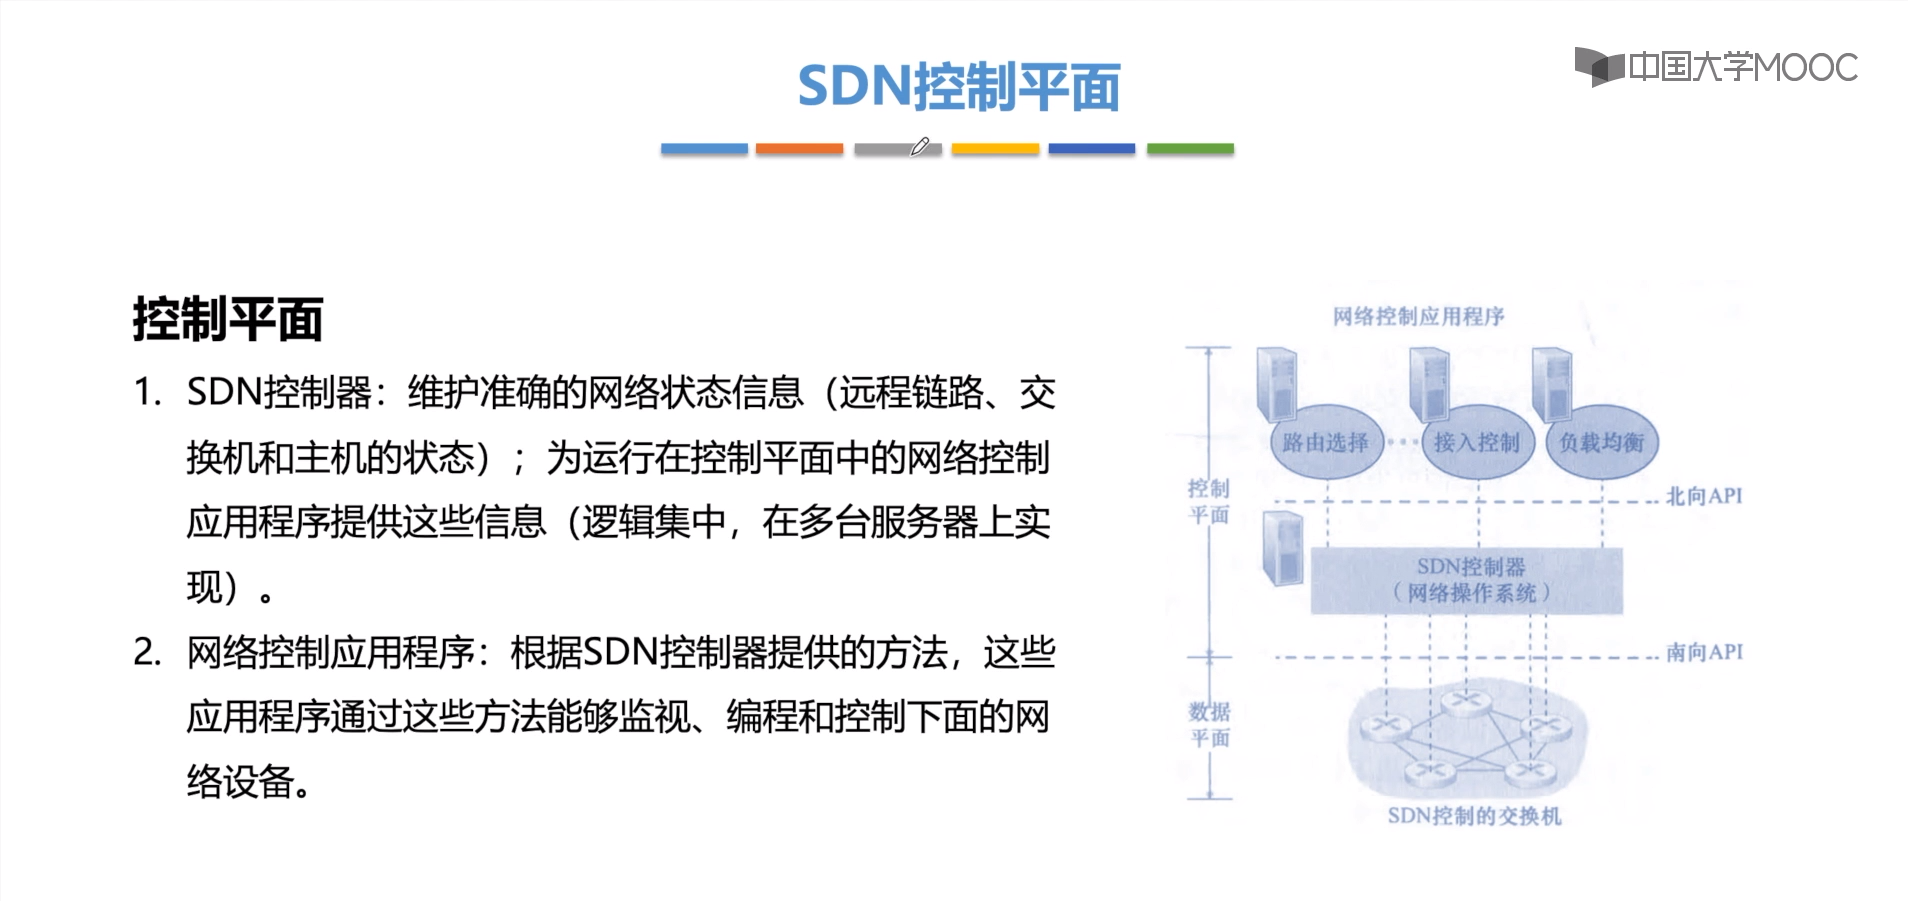 SDN控制平面
中国大学MOOC
控制平面
1. SDN控制器：维护准确的网络状态信息（远程链路、交
换机和主机的状态）；为运行在控制平面中的网络控制
应用程序提供这些信息（逻辑集中，在多台服务器上实
现）。
2. 网络控制应用程序：根据SDN控制器提供的方法，这些
应用程序通过这些方法能够监视、编程和控制下面的网
络设备。
网络控制应用程序
路由选择 ··· 接入控制 负载均衡
控制
平面
北向API
SDN控制器
（网络操作系统）
南向API
数据
平面
SDN控制的交换机